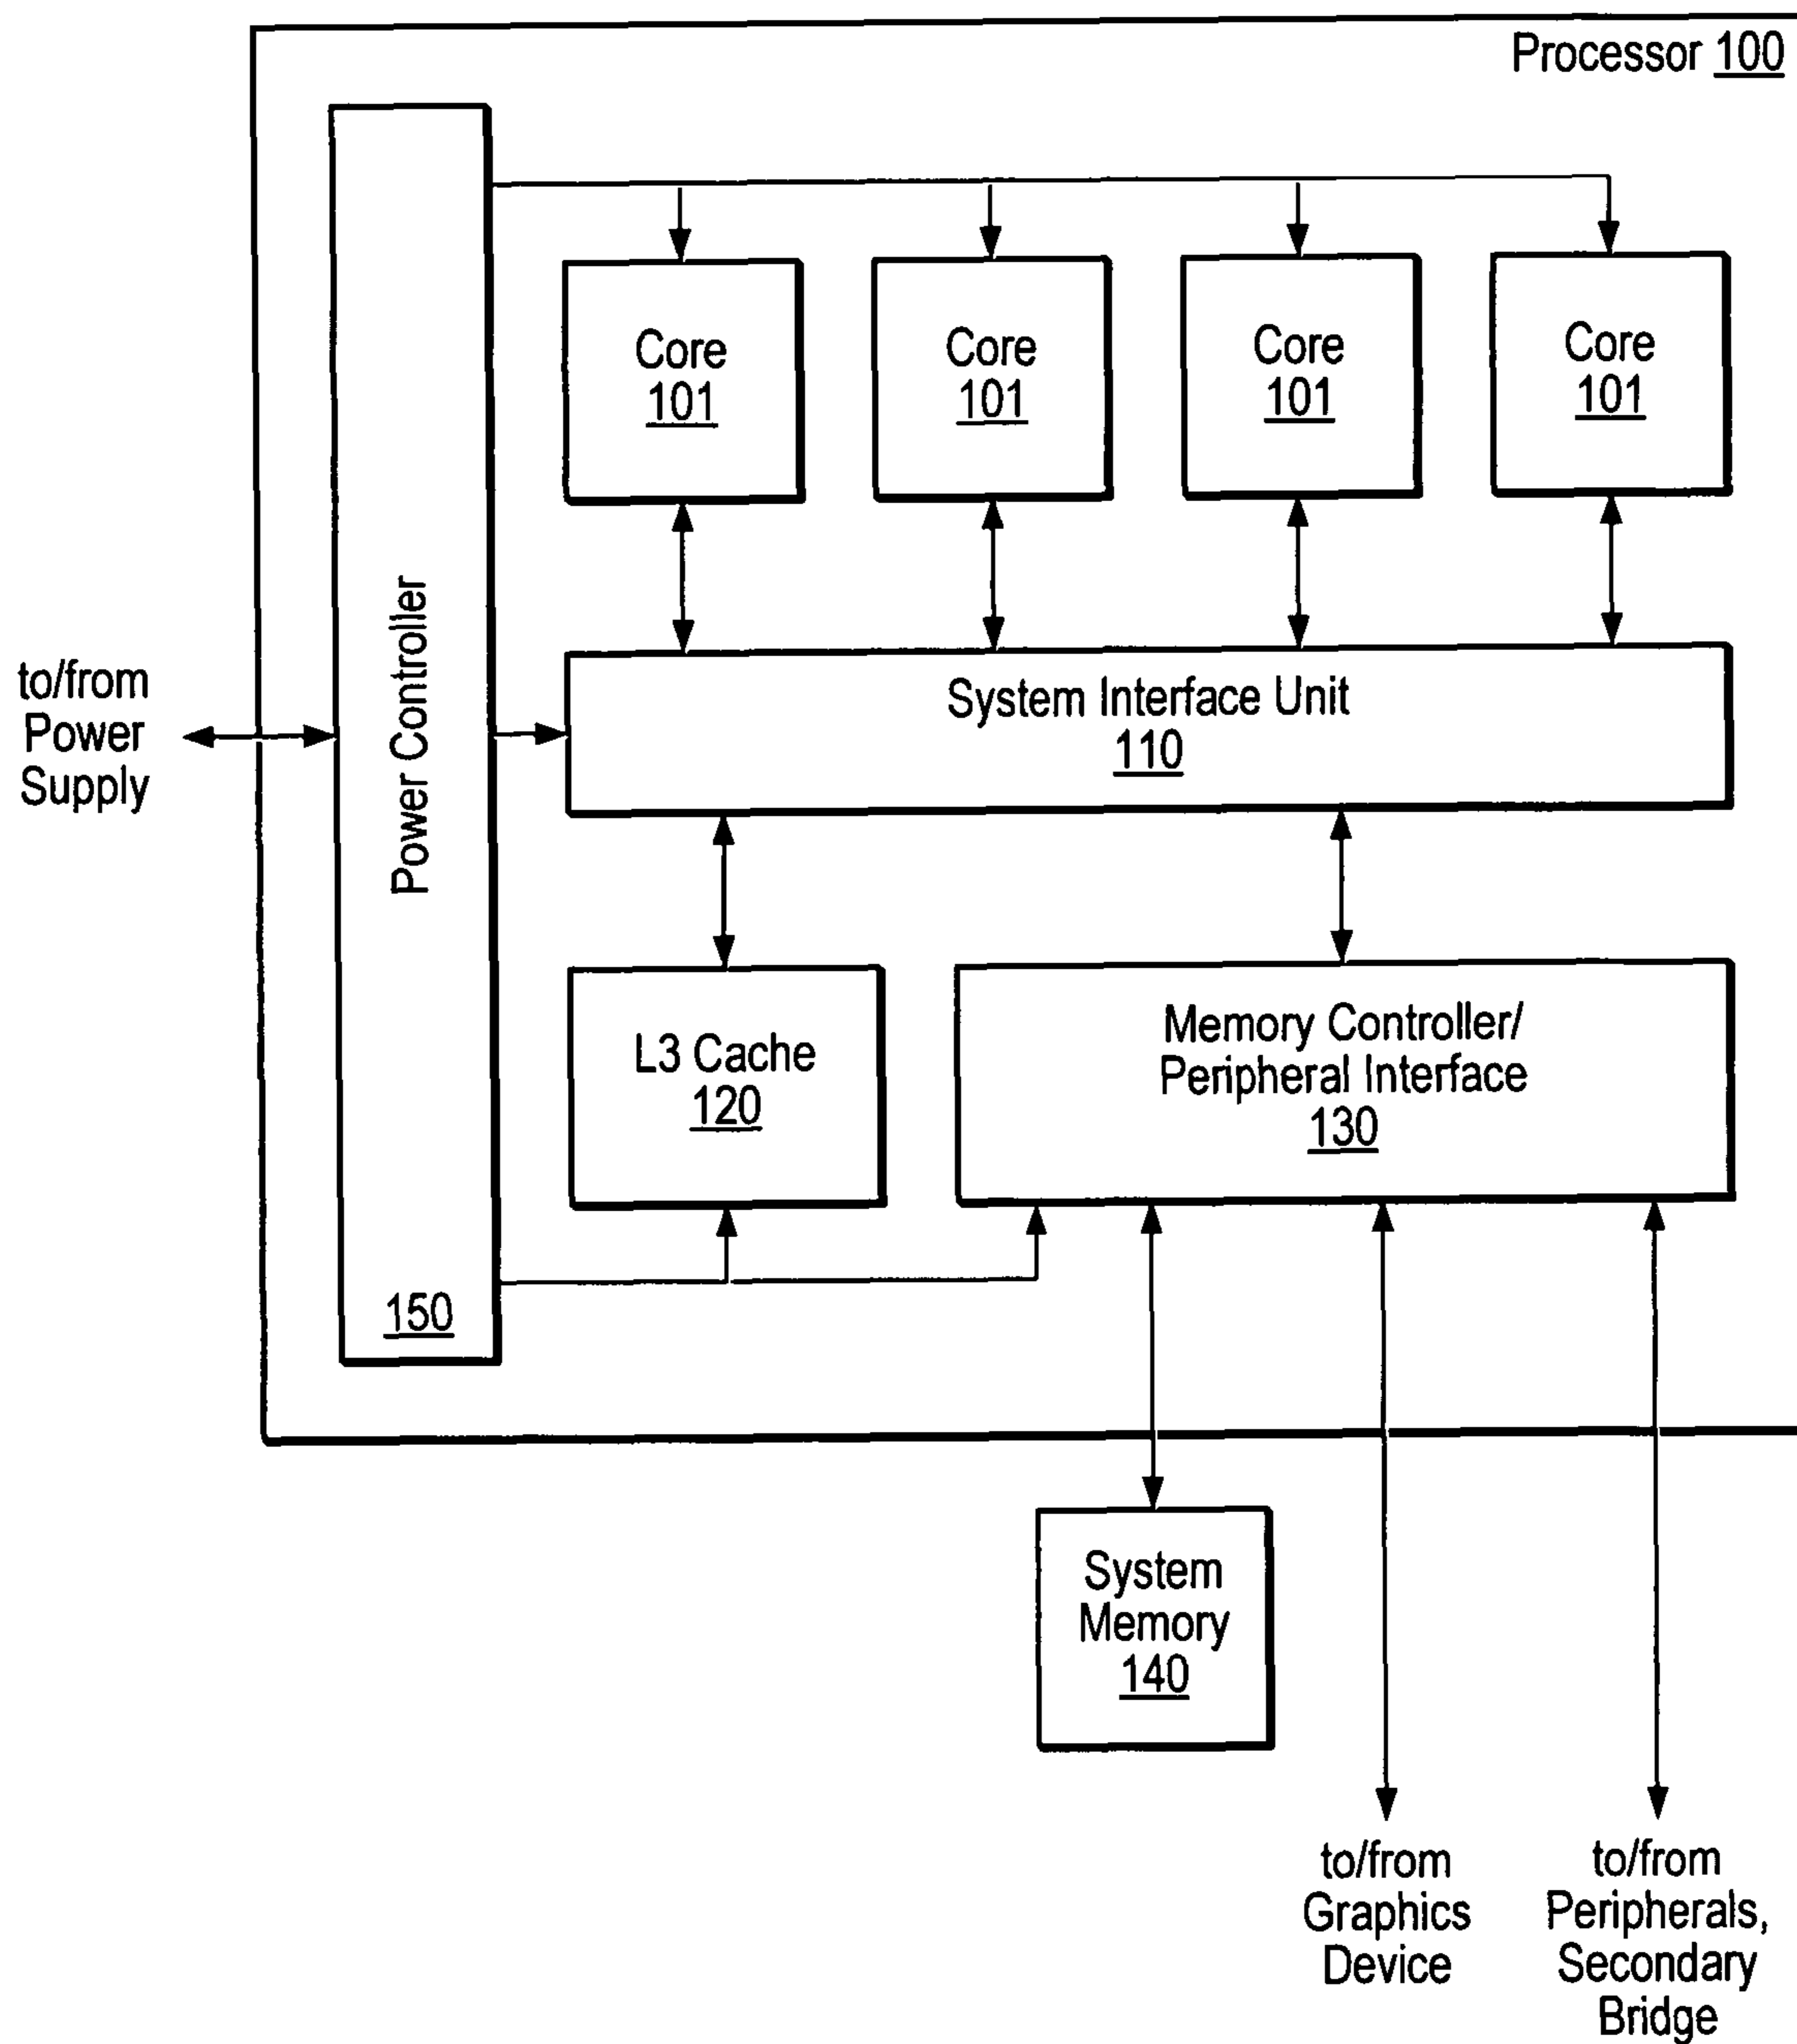 Processor 100
Core
101
Core
101
Core
101
Core
101
to/from
Power
Supply
Power Controller
150
System Interface Unit
110
L3 Cache
120
Memory Controller/
Peripheral Interface
130
System
Memory
140
to/from
Graphics
Device
to/from
Peripherals,
Secondary
Bridge